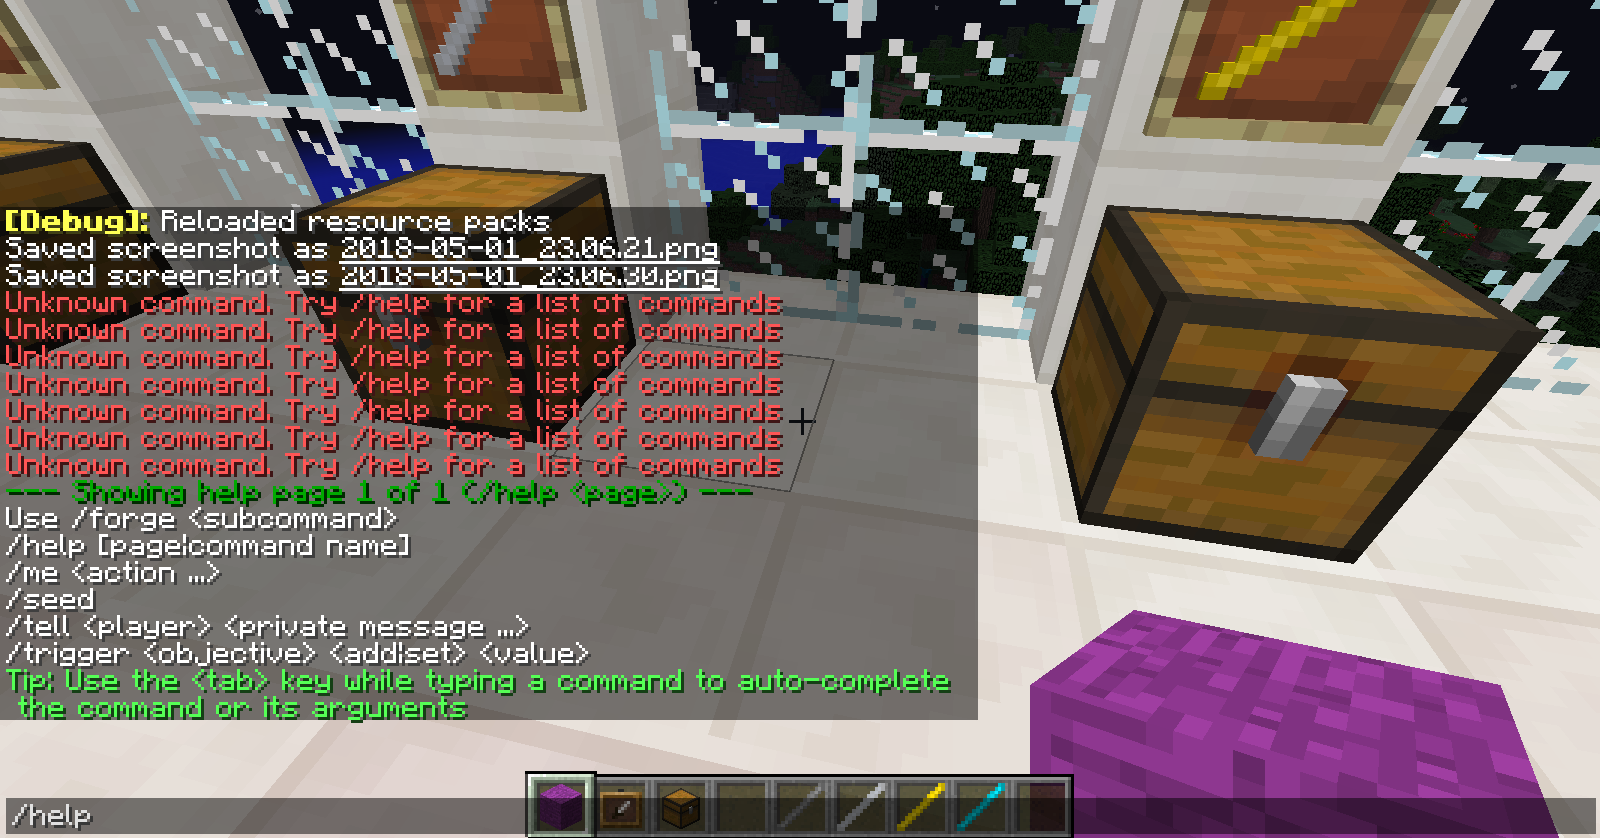 [Debug]: Reloaded resource packs
Saved screenshot as 2018-05-01_23.06.21.png
Saved screenshot as 2018-05-01_23.06.30.png
Unknown command. Try /help for a list of commands
Unknown command. Try /help for a list of commands
Unknown command. Try /help for a list of commands
Unknown command. Try /help for a list of commands
Unknown command. Try /help for a list of commands
Unknown command. Try /help for a list of commands
Unknown command. Try /help for a list of commands
--- Showing help page 1 of 1 (/help <page>) ---
Use /forge <subcommand>
/help [page|command name]
/me <action ...>
/seed
/tell <player> <private message ...>
/trigger <objective> <add|set> <value>
Tip: Use the <tab> key while typing a command to auto-complete
the command or its arguments
/help